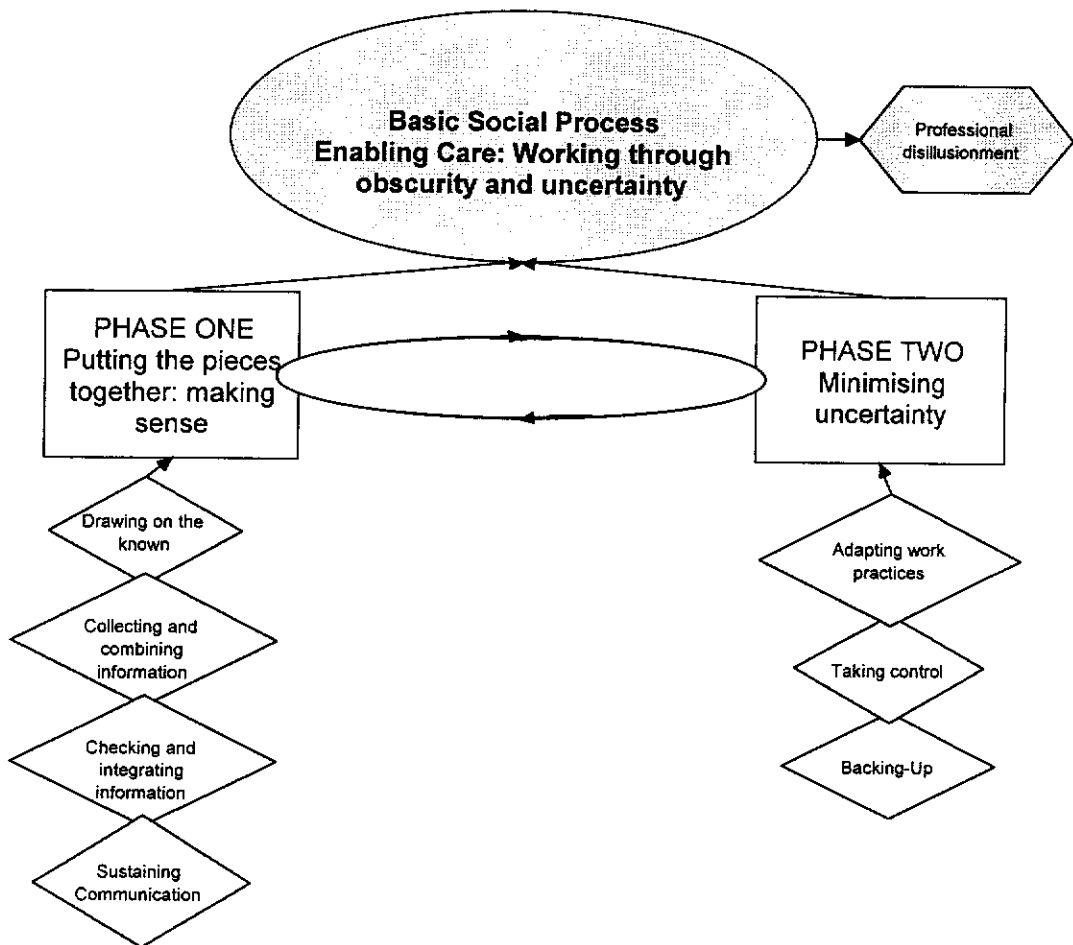 Basic Social Process
Enabling Care: Working through
obscurity and uncertainty
Professional
disillusionment
PHASE ONE
Putting the pieces
together: making
sense
PHASE TWO
Minimising
uncertainty
Drawing on the
known
Collecting and
combining
information
Checking and
integrating
information
Sustaining
Communication
Adapting work
practices
Taking control
Backing-Up